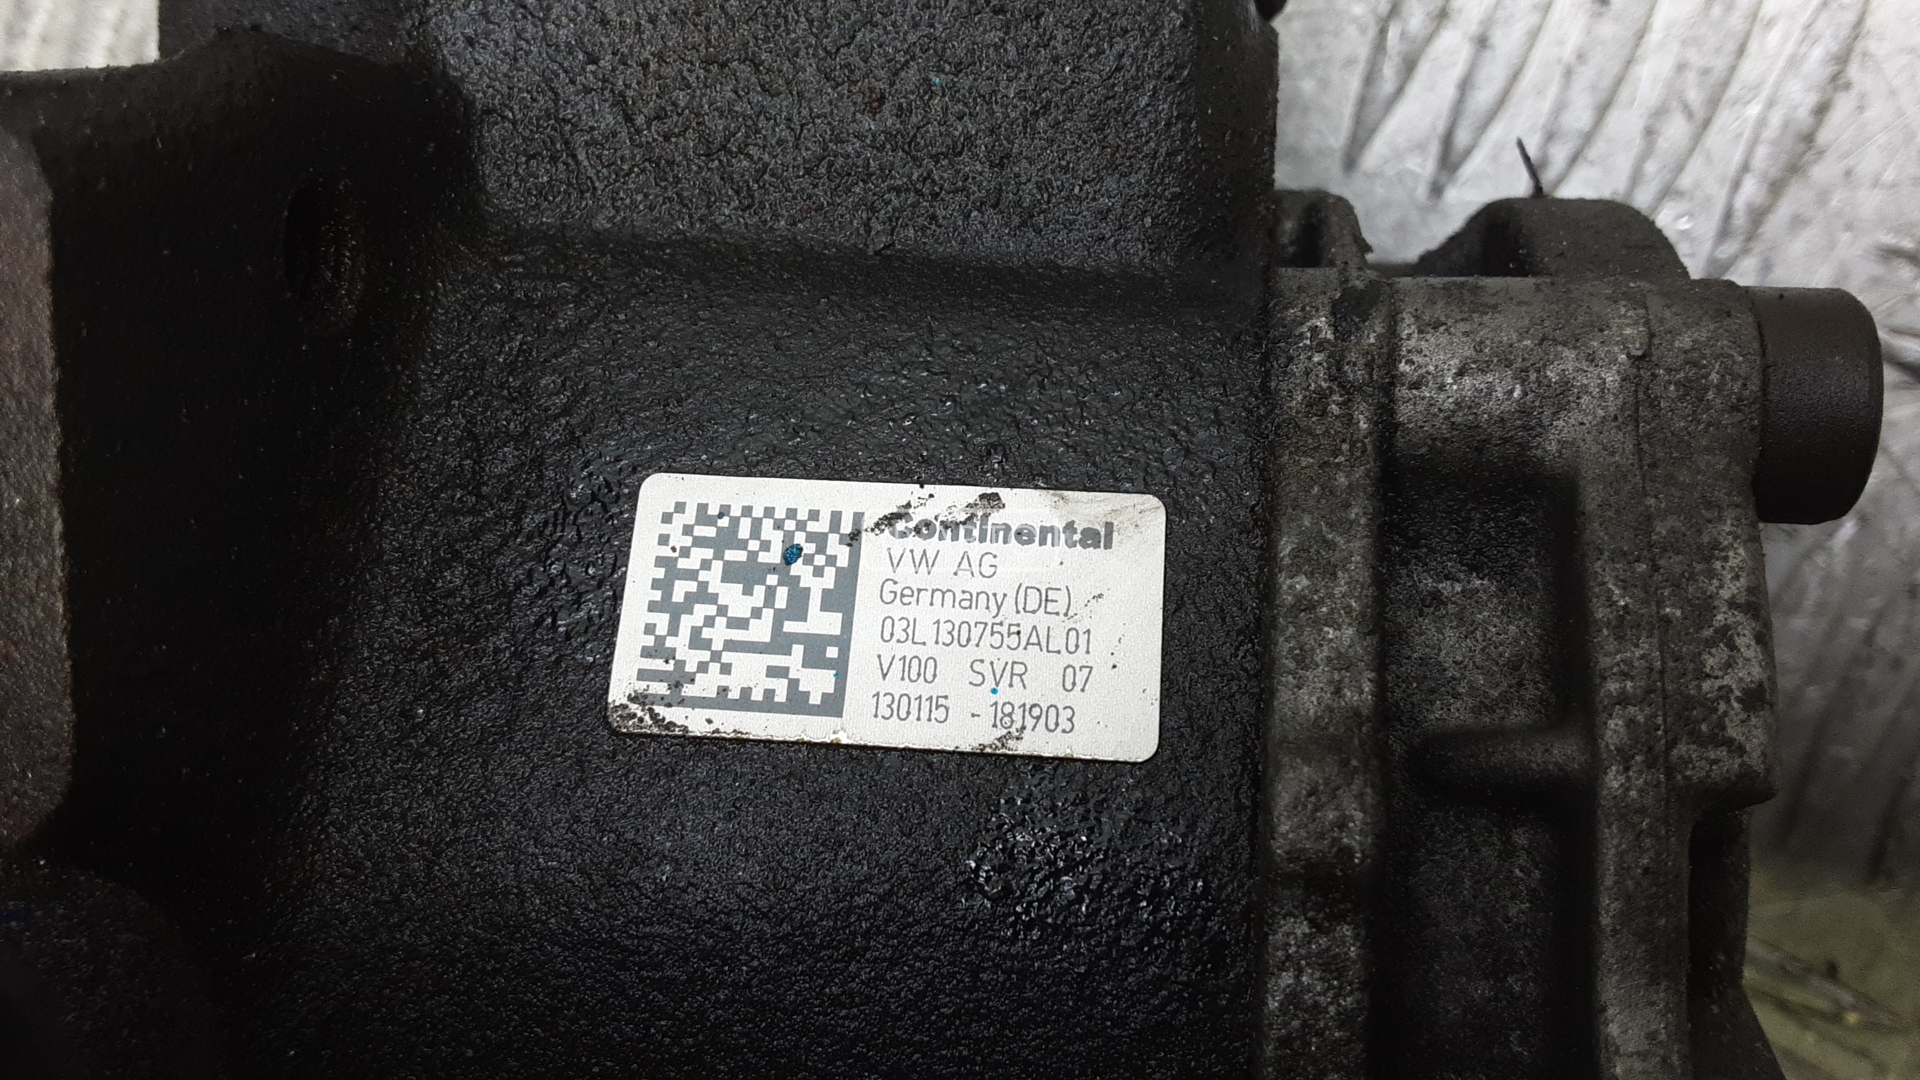 Continental
VW AG
Germany (DE)
03L130755AL01
V100 SVR 07
130115 - 181903